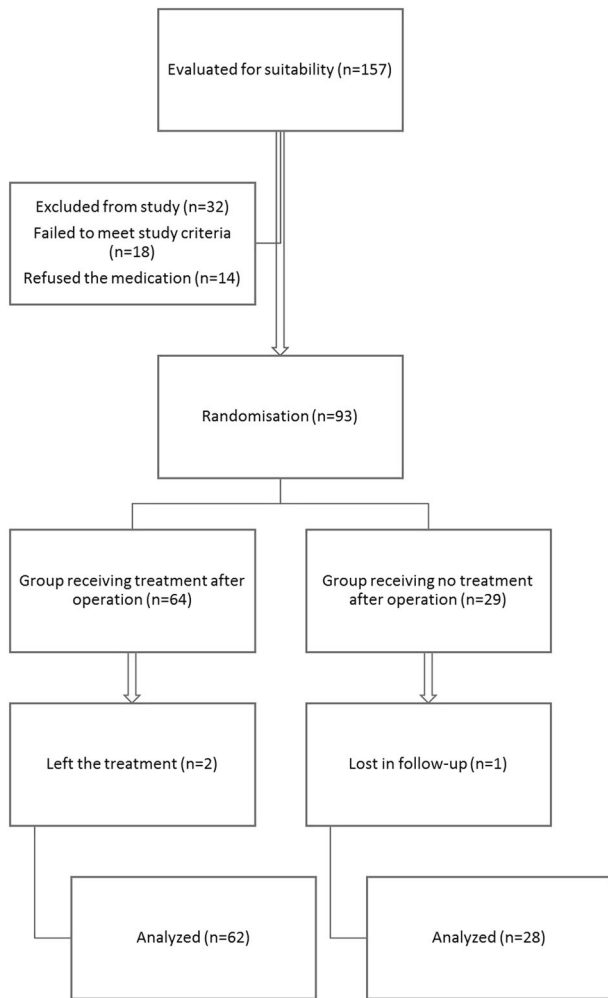 Evaluated for suitability (n=157)
Excluded from study (n=32)
Failed to meet study criteria
(n=18)
Refused the medication (n=14)
Randomisation (n=93)
Group receiving treatment after
operation (n=64)
Group receiving no treatment
after operation (n=29)
Left the treatment (n=2)
Lost in follow-up (n=1)
Analyzed (n=62)
Analyzed (n=28)